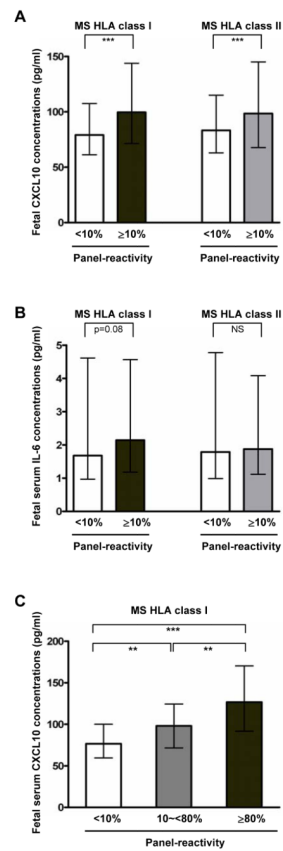 A
MS HLA class I MS HLA class II
*** ***
Fetal CXCL10 concentrations (pg/ml)
150
100
50
0
<10% ≥10% <10% ≥10%
Panel-reactivity Panel-reactivity
B
MS HLA class I MS HLA class II
p=0.08 NS
Fetal serum IL-6 concentrations (pg/ml)
5
4
3
2
1
0
<10% ≥10% <10% ≥10%
Panel-reactivity Panel-reactivity
C
MS HLA class I
***
** **
Fetal serum CXCL10 concentrations (pg/ml)
200
150
100
50
0
<10% 10~<80% ≥80%
Panel-reactivity